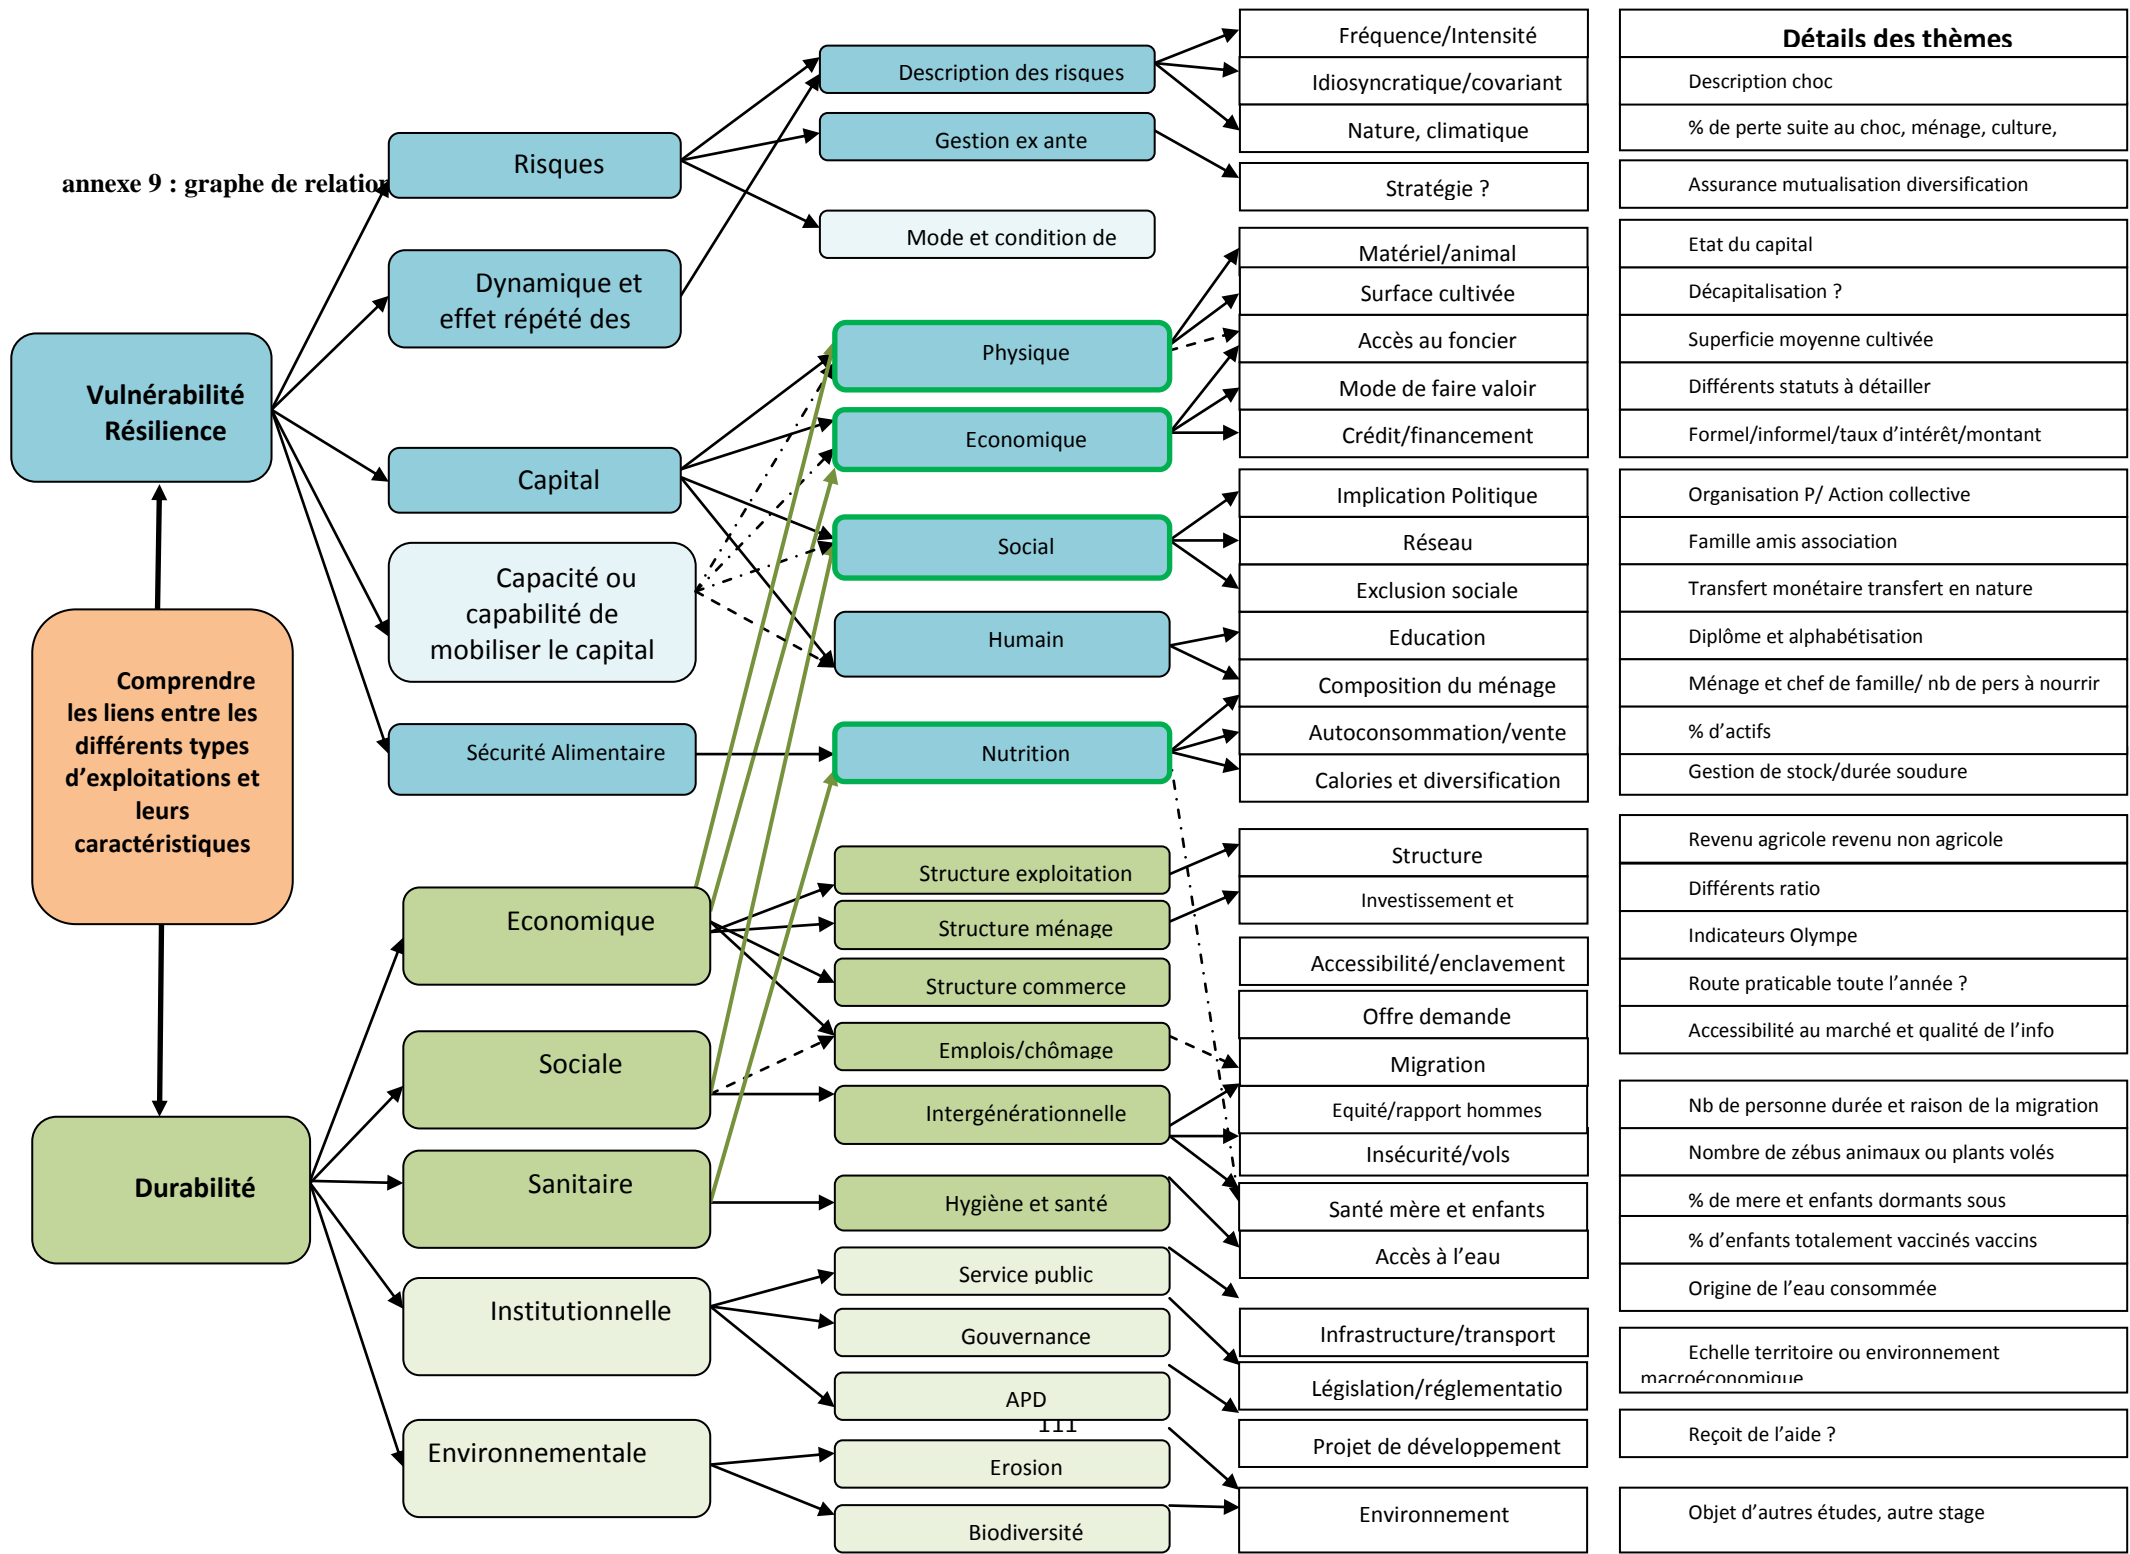 annexe 9 : graphe de relation
Comprendre
les liens entre les
différents types
d'exploitations et
leurs
caractéristiques
Vulnérabilité
Résilience
Durabilité
Risques
Dynamique et
effet répété des
Capital
Capacité ou
capabilité de
mobiliser le capital
Sécurité Alimentaire
Economique
Sociale
Sanitaire
Institutionnelle
Environnementale
Description des risques
Gestion ex ante
Mode et condition de
Physique
Economique
Social
Humain
Nutrition
Structure exploitation
Structure ménage
Structure commerce
Emplois/chômage
Intergénérationnelle
Hygiène et santé
Service public
Gouvernance
APD
111
Erosion
Biodiversité
Fréquence/Intensité
Idiosyncratique/covariant
Nature, climatique
Stratégie ?
Matériel/animal
Surface cultivée
Accès au foncier
Mode de faire valoir
Crédit/financement
Implication Politique
Réseau
Exclusion sociale
Education
Composition du ménage
Autoconsommation/vente
Calories et diversification
Structure
Investissement et
Accessibilité/enclavement
Offre demande
Migration
Equité/rapport hommes
Insécurité/vols
Santé mère et enfants
Accès à l'eau
Infrastructure/transport
Législation/réglementatio
Projet de développement
Environnement
Détails des thèmes
Description choc
% de perte suite au choc, ménage, culture,
Assurance mutualisation diversification
Etat du capital
Décapitalisation ?
Superficie moyenne cultivée
Différents statuts à détailler
Formel/informel/taux d'intérêt/montant
Organisation P/ Action collective
Famille amis association
Transfert monétaire transfert en nature
Diplôme et alphabétisation
Ménage et chef de famille/ nb de pers à nourrir
% d'actifs
Gestion de stock/durée soudure
Revenu agricole revenu non agricole
Différents ratio
Indicateurs Olympe
Route praticable toute l'année ?
Accessibilité au marché et qualité de l'info
Nb de personne durée et raison de la migration
Nombre de zébus animaux ou plants volés
% de mere et enfants dormants sous
% d'enfants totalement vaccinés vaccins
Origine de l'eau consommée
Echelle territoire ou environnement
macroéconomique
Reçoit de l'aide ?
Objet d'autres études, autre stage